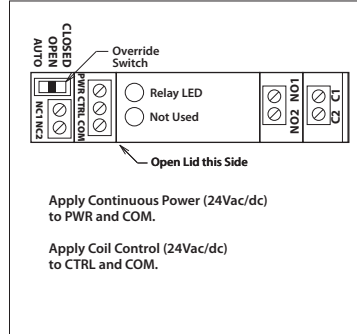 CLOSED
OPEN
AUTO
Override
Switch
NC1 NC2
PWR CTRL COM
Relay LED
Not Used
NO2 NO1
C2 C1
Open Lid this Side
Apply Continuous Power (24Vac/dc)
to PWR and COM.
Apply Coil Control (24Vac/dc)
to CTRL and COM.